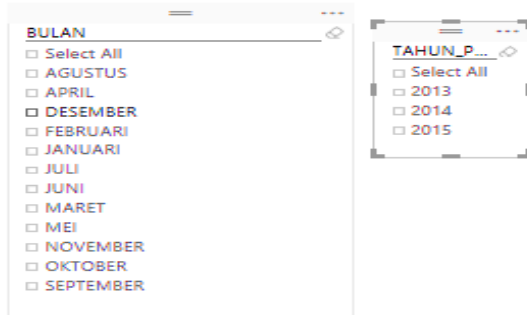 BULAN
Select All
AGUSTUS
APRIL
DESEMBER
FEBRUARI
JANUARI
JULI
JUNI
MARET
MEI
NOVEMBER
OKTOBER
SEPTEMBER
TAHUN_P...
Select All
2013
2014
2015